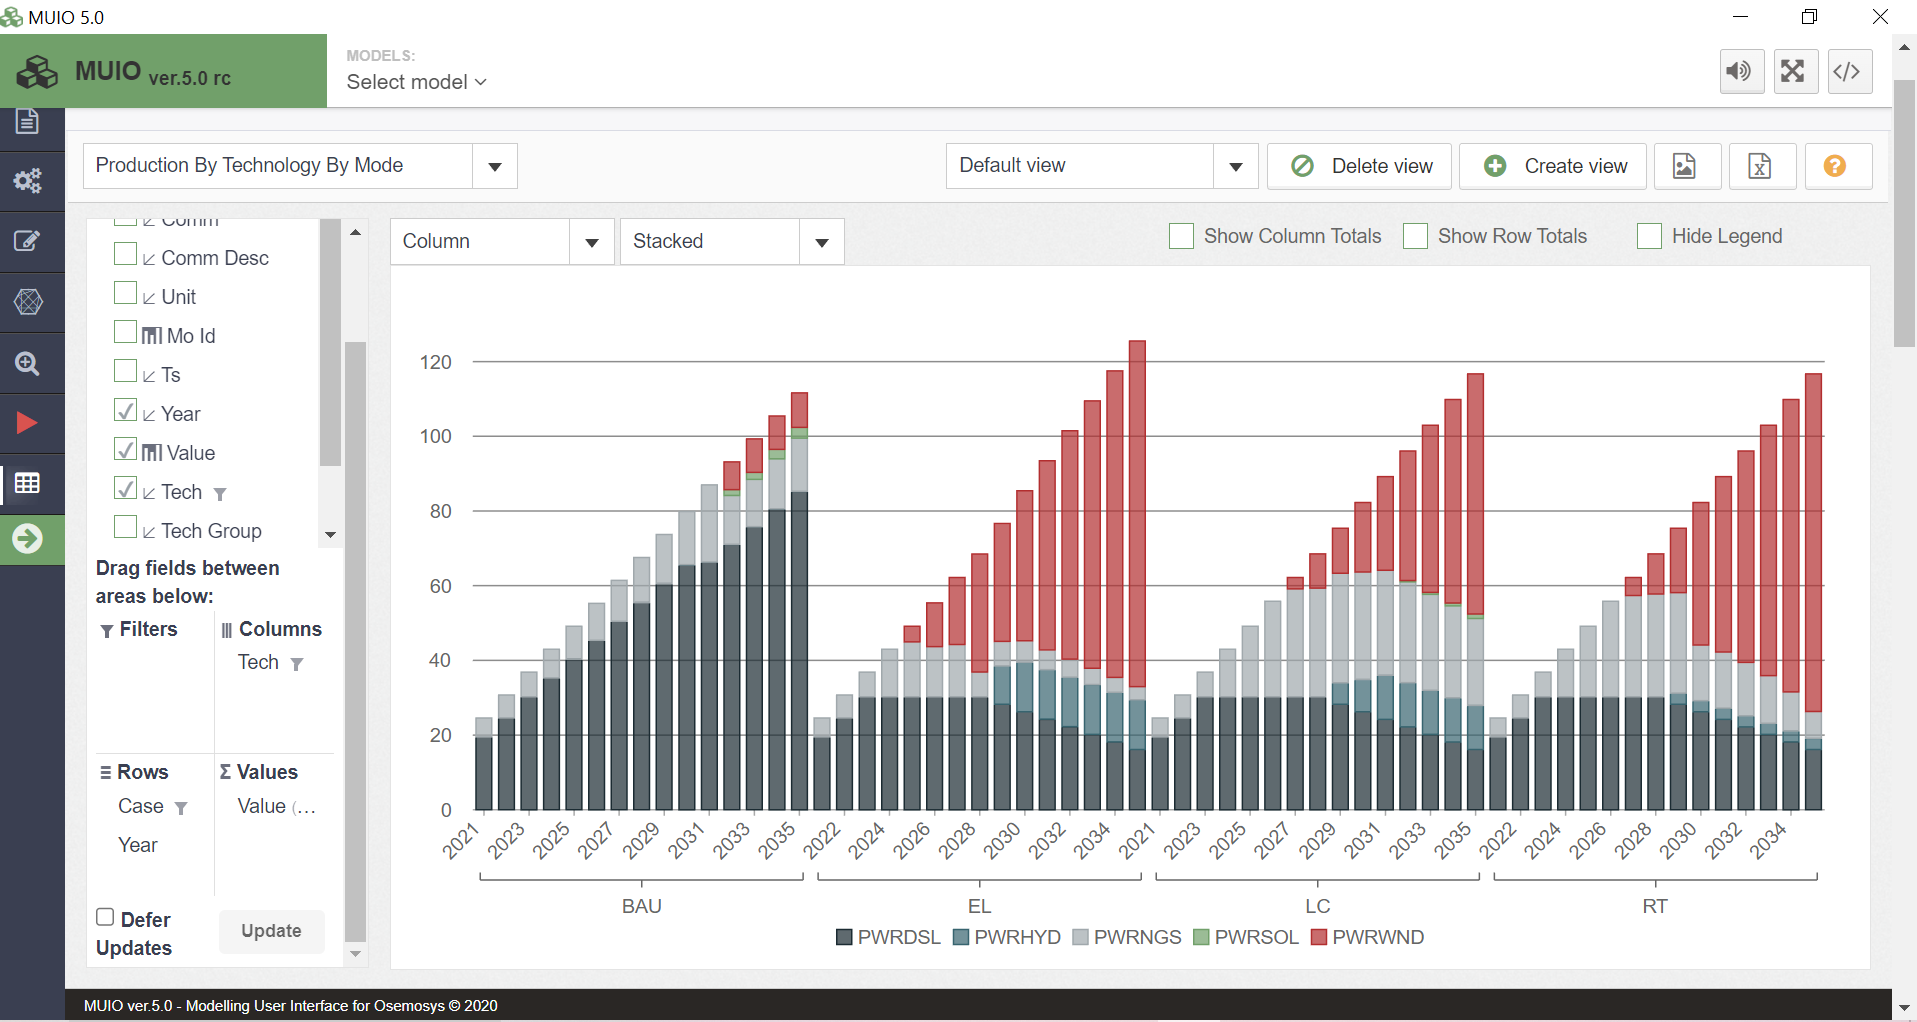 MUIO 5.0
MUIO ver.5.0 rc
MODELS:
Select model
Production By Technology By Mode
Default view
Delete view
Create view
Comm
Comm Desc
Unit
Mo Id
Ts
Year
Value
Tech
Tech Group
Drag fields between
areas below:
Filters
Columns
Tech
Rows
Σ Values
Case
Value (...
Year
Defer
Updates
Update
Column
Stacked
Show Column Totals
Show Row Totals
Hide Legend
120
100
80
60
40
20
0
2021 2023 2025 2027 2029 2031 2033 2035 2022 2024 2026 2028 2030 2032 2034 2021 2023 2025 2027 2029 2031 2033 2035 2022 2024 2026 2028 2030 2032 2034
BAU EL LC RT
PWRDSL PWRHYD PWRNGS PWRSOL PWRWND
MUIO ver.5.0 - Modelling User Interface for Osemosys © 2020